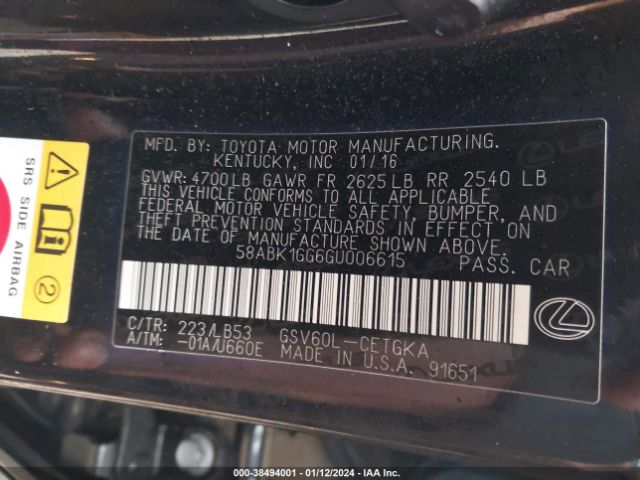 MFD. BY: TOYOTA MOTOR MANUFACTURING.
KENTUCKY, INC 01/16
GVWR: 4700LB GAWR FR 2625LB RR 2540 LB
THIS VEHICLE CONFORMS TO ALL APPLICABLE
FEDERAL MOTOR VEHICLE SAFETY, BUMPER, AND
THEFT PREVENTION STANDARDS IN EFFECT ON
THE DATE OF MANUFACTURE SHOWN ABOVE.
58ABK1GG6GU006615 PASS. CAR
C/TR: 223/LB53 GSV60L-CETGKA
A/TM: -01A/U660E MADE IN U.S.A. 91651
SRS SIDE AIRBAG
2
000-38494001 - 01/12/2024 - IAA Inc.